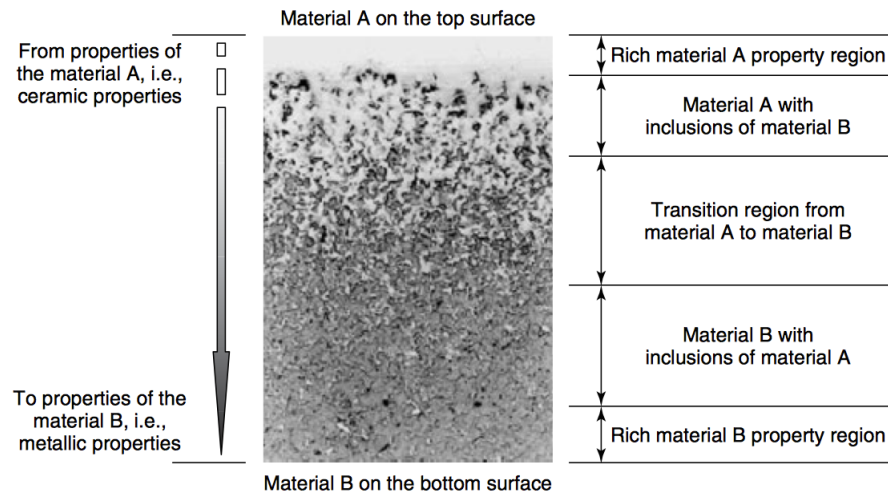 Material A on the top surface
From properties of
the material A, i.e.,
ceramic properties
To properties of the
material B, i.e.,
metallic properties
Rich material A property region
Material A with
inclusions of material B
Transition region from
material A to material B
Material B with
inclusions of material A
Rich material B property region
Material B on the bottom surface